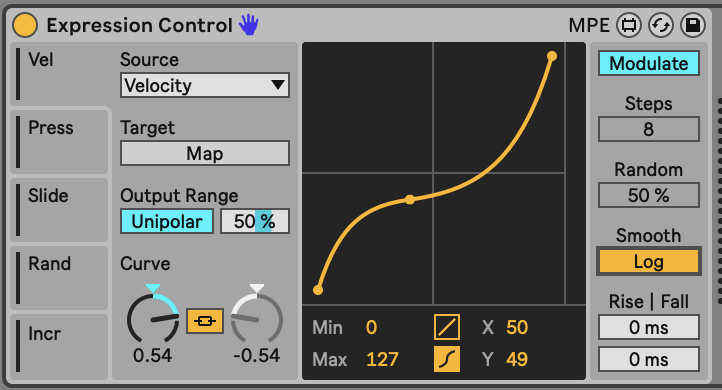 Expression Control MPE
Vel
Press
Slide
Rand
Incr
Source
Velocity
Target
Map
Output Range
Unipolar 50 %
Curve
0.54 -0.54
Min 0 X 50
Max 127 Y 49
Modulate
Steps
8
Random
50 %
Smooth
Log
Rise | Fall
0 ms
0 ms